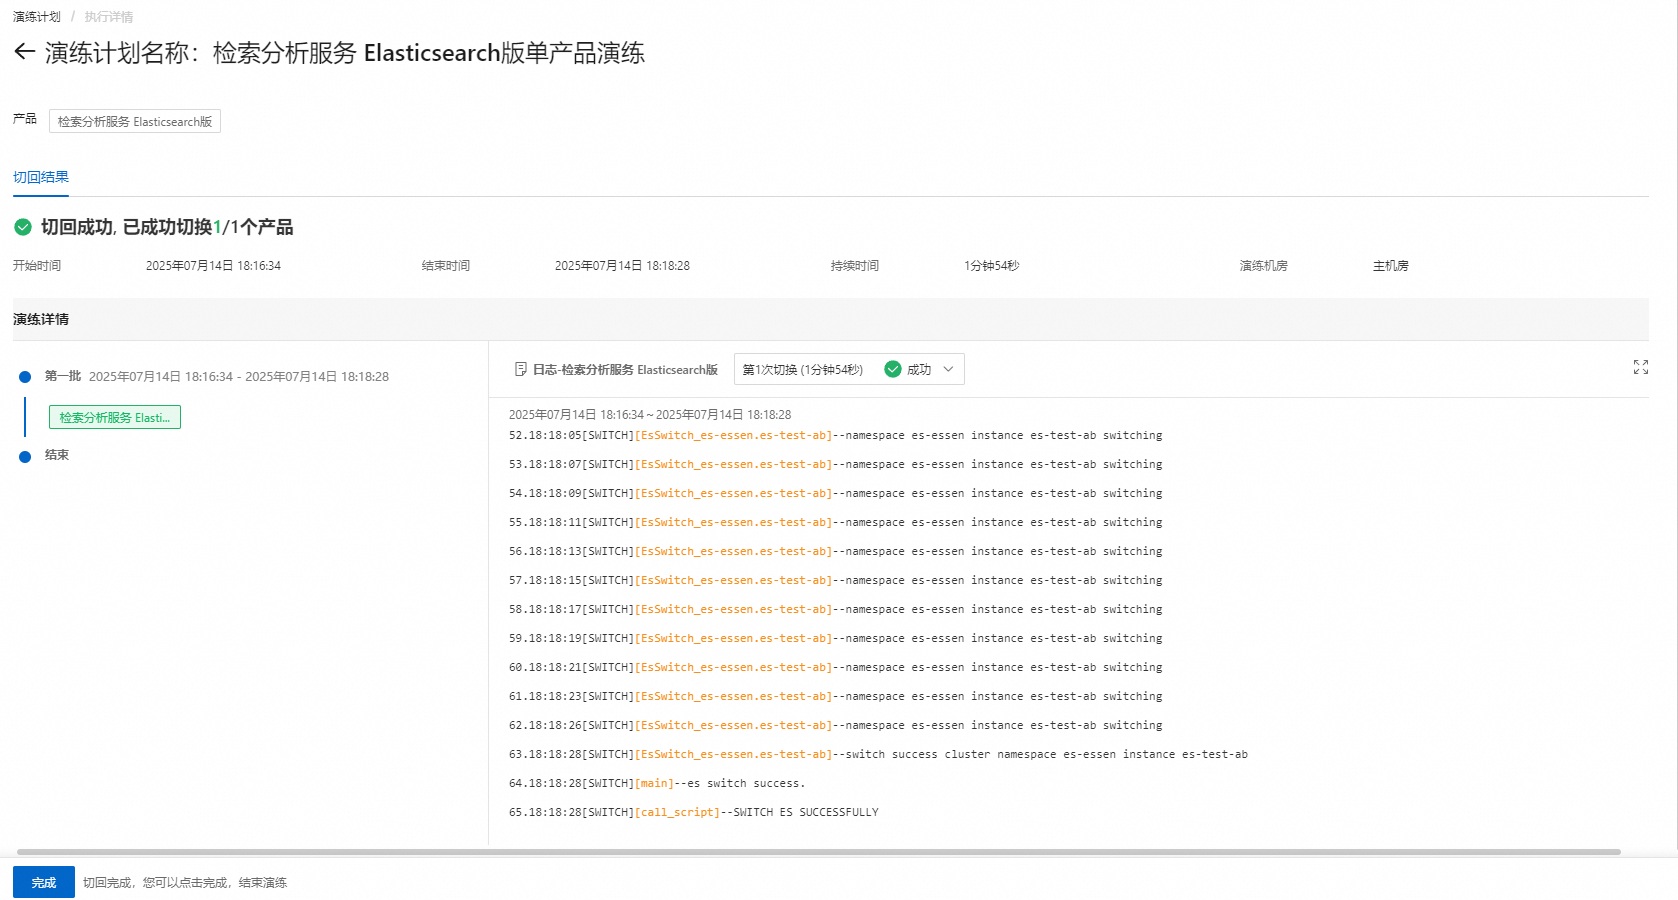 演练计划 / 执行详情
演练计划名称：检索分析服务 Elasticsearch版单产品演练
产品 检索分析服务 Elasticsearch版
切回结果
切回成功, 已成功切换1/1个产品
开始时间 2025年07月14日 18:16:34 结束时间 2025年07月14日 18:18:28 持续时间 1分钟54秒 演练机房 主机房
演练详情
第一批 2025年07月14日 18:16:34 - 2025年07月14日 18:18:28
检索分析服务 Elasti...
结束
日志-检索分析服务 Elasticsearch版 第1次切换 (1分钟54秒) 成功
2025年07月14日 18:16:34～2025年07月14日 18:18:28
52.18:18:05[SWITCH][EsSwitch_es-essen.es-test-ab]--namespace es-essen instance es-test-ab switching
53.18:18:07[SWITCH][EsSwitch_es-essen.es-test-ab]--namespace es-essen instance es-test-ab switching
54.18:18:09[SWITCH][EsSwitch_es-essen.es-test-ab]--namespace es-essen instance es-test-ab switching
55.18:18:11[SWITCH][EsSwitch_es-essen.es-test-ab]--namespace es-essen instance es-test-ab switching
56.18:18:13[SWITCH][EsSwitch_es-essen.es-test-ab]--namespace es-essen instance es-test-ab switching
57.18:18:15[SWITCH][EsSwitch_es-essen.es-test-ab]--namespace es-essen instance es-test-ab switching
58.18:18:17[SWITCH][EsSwitch_es-essen.es-test-ab]--namespace es-essen instance es-test-ab switching
59.18:18:19[SWITCH][EsSwitch_es-essen.es-test-ab]--namespace es-essen instance es-test-ab switching
60.18:18:21[SWITCH][EsSwitch_es-essen.es-test-ab]--namespace es-essen instance es-test-ab switching
61.18:18:23[SWITCH][EsSwitch_es-essen.es-test-ab]--namespace es-essen instance es-test-ab switching
62.18:18:26[SWITCH][EsSwitch_es-essen.es-test-ab]--namespace es-essen instance es-test-ab switching
63.18:18:28[SWITCH][EsSwitch_es-essen.es-test-ab]--switch success cluster namespace es-essen instance es-test-ab
64.18:18:28[SWITCH][main]--es switch success.
65.18:18:28[SWITCH][call_script]--SWITCH ES SUCCESSFULLY
完成 切回完成，您可以点击完成，结束演练